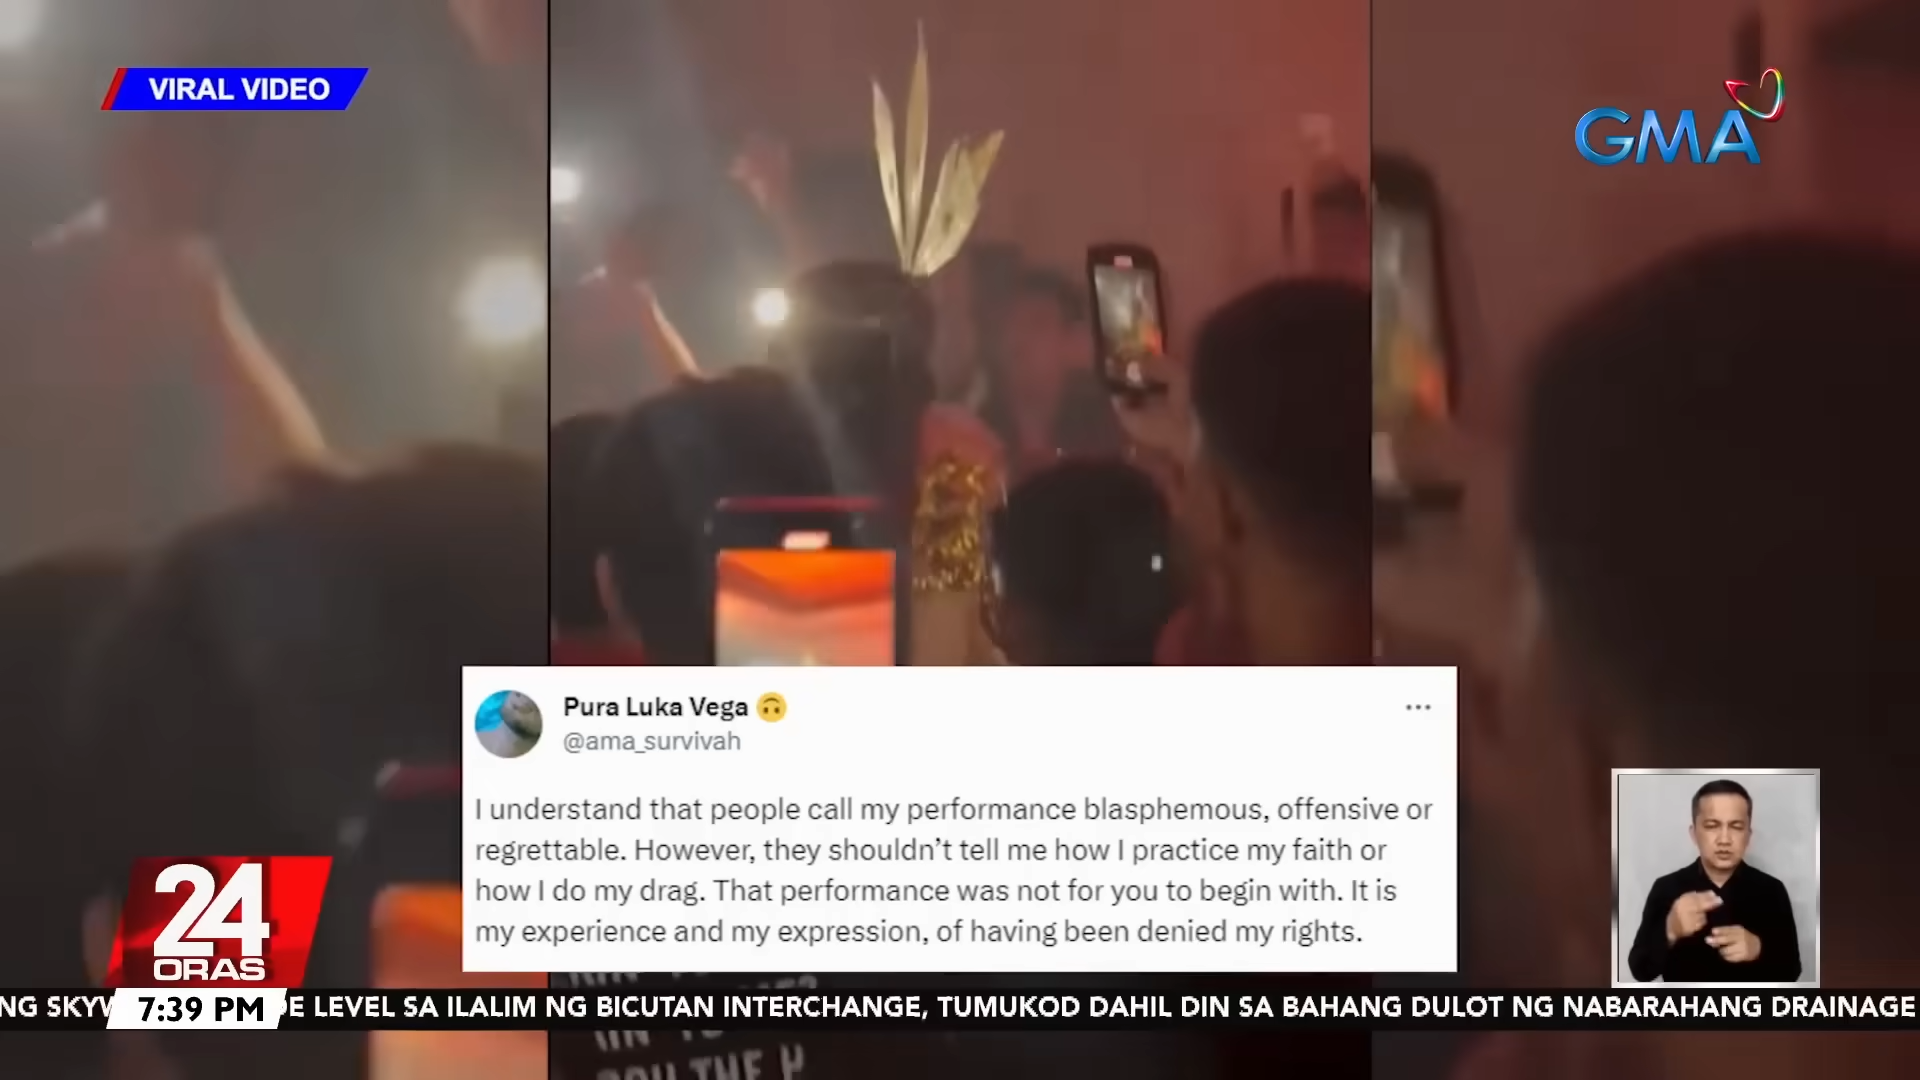 VIRAL VIDEO
GMA
Pura Luka Vega 🙃
@ama_survivah
I understand that people call my performance blasphemous, offensive or
regrettable. However, they shouldn't tell me how I practice my faith or
how I do my drag. That performance was not for you to begin with. It is
my experience and my expression, of having been denied my rights.
24
ORAS
7:39 PM
NG LEVEL SA ILALIM NG BICUTAN INTERCHANGE, TUMUKOD DAHIL DIN SA BAHANG DULOT NG NABARAHANG DRAINAGE
THE